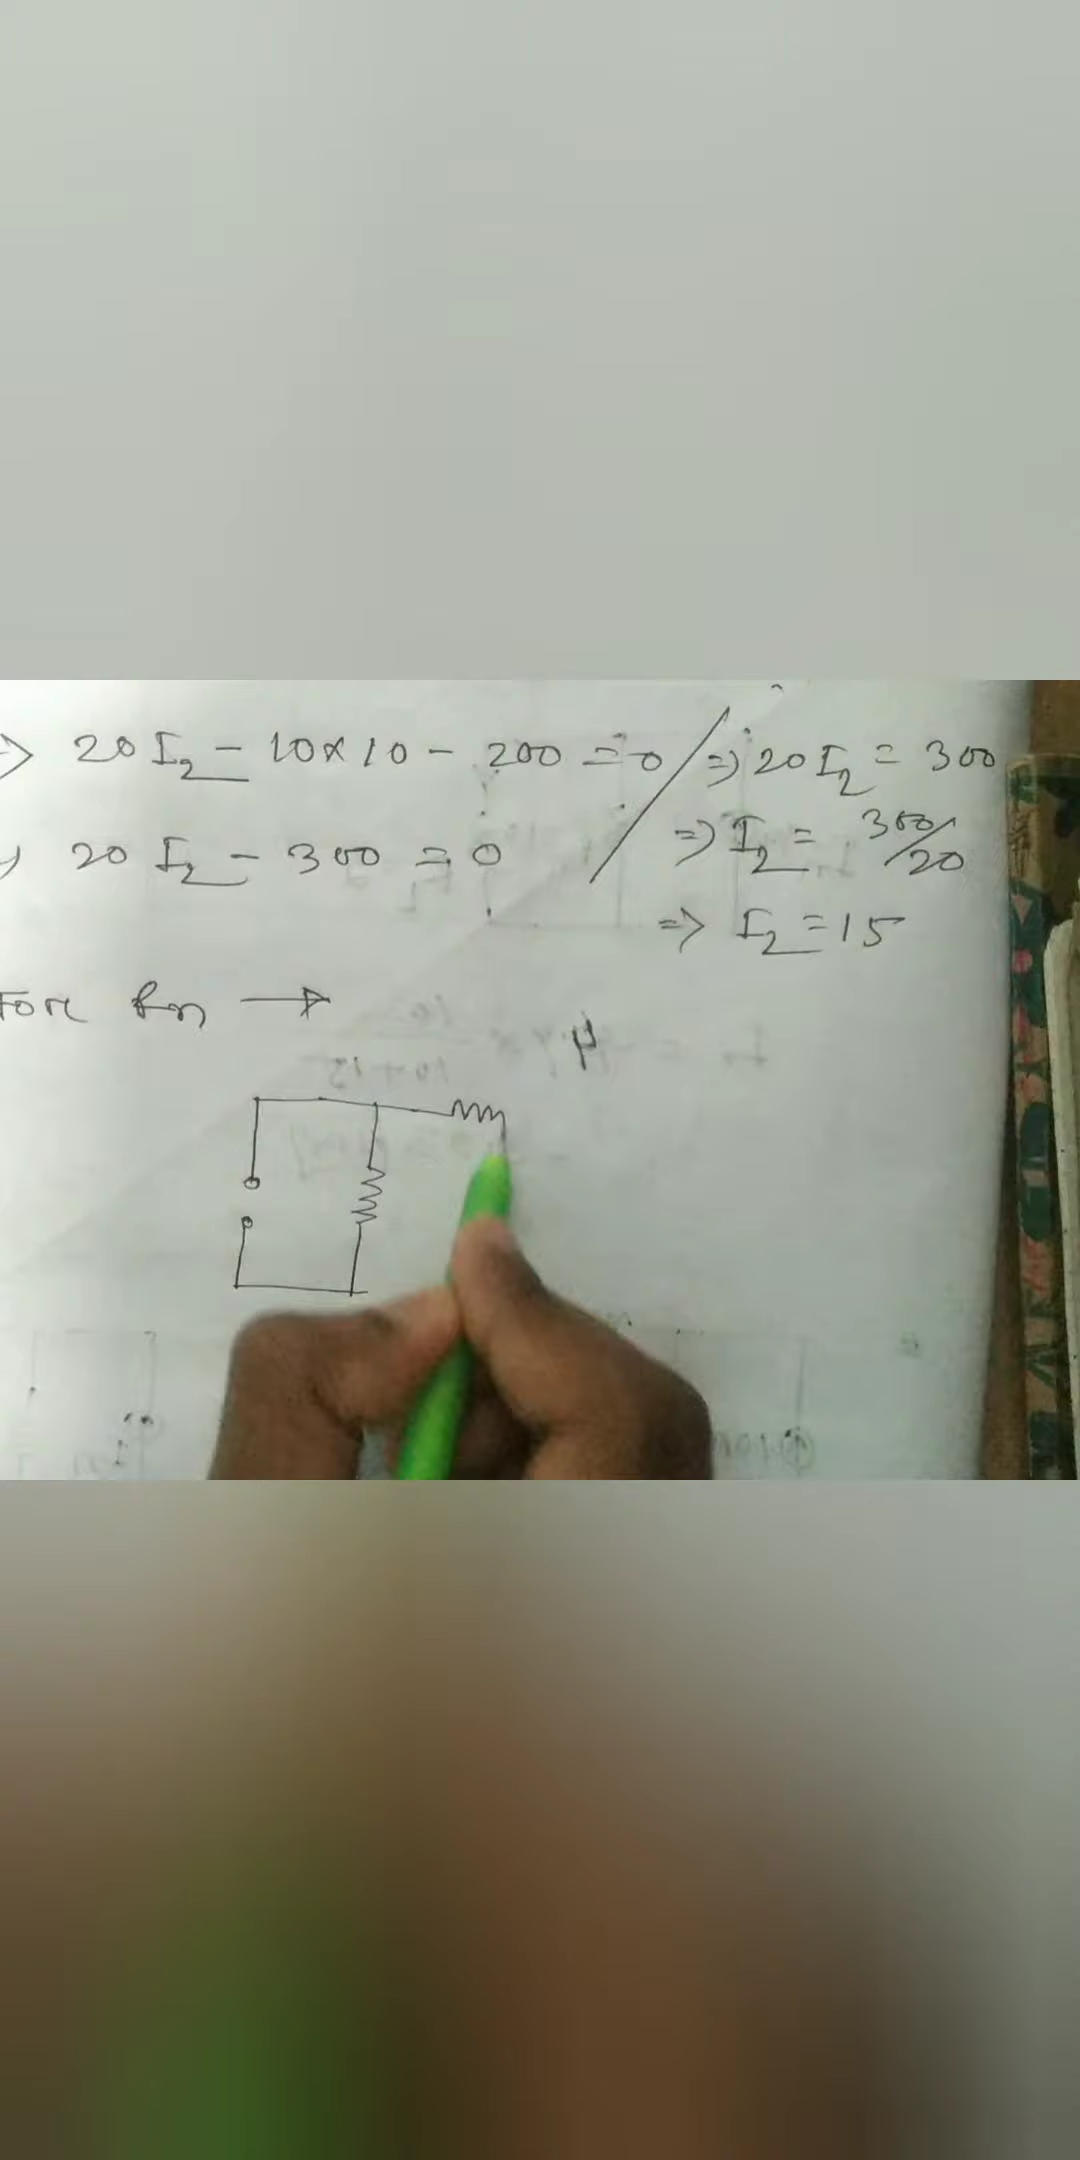 => 20 I₂ - 10×10 - 200 = 0
20 I₂ - 300 = 0
=> 20 I₂ = 300
=> I₂ = 300/20
=> I₂ = 15
For Rn →